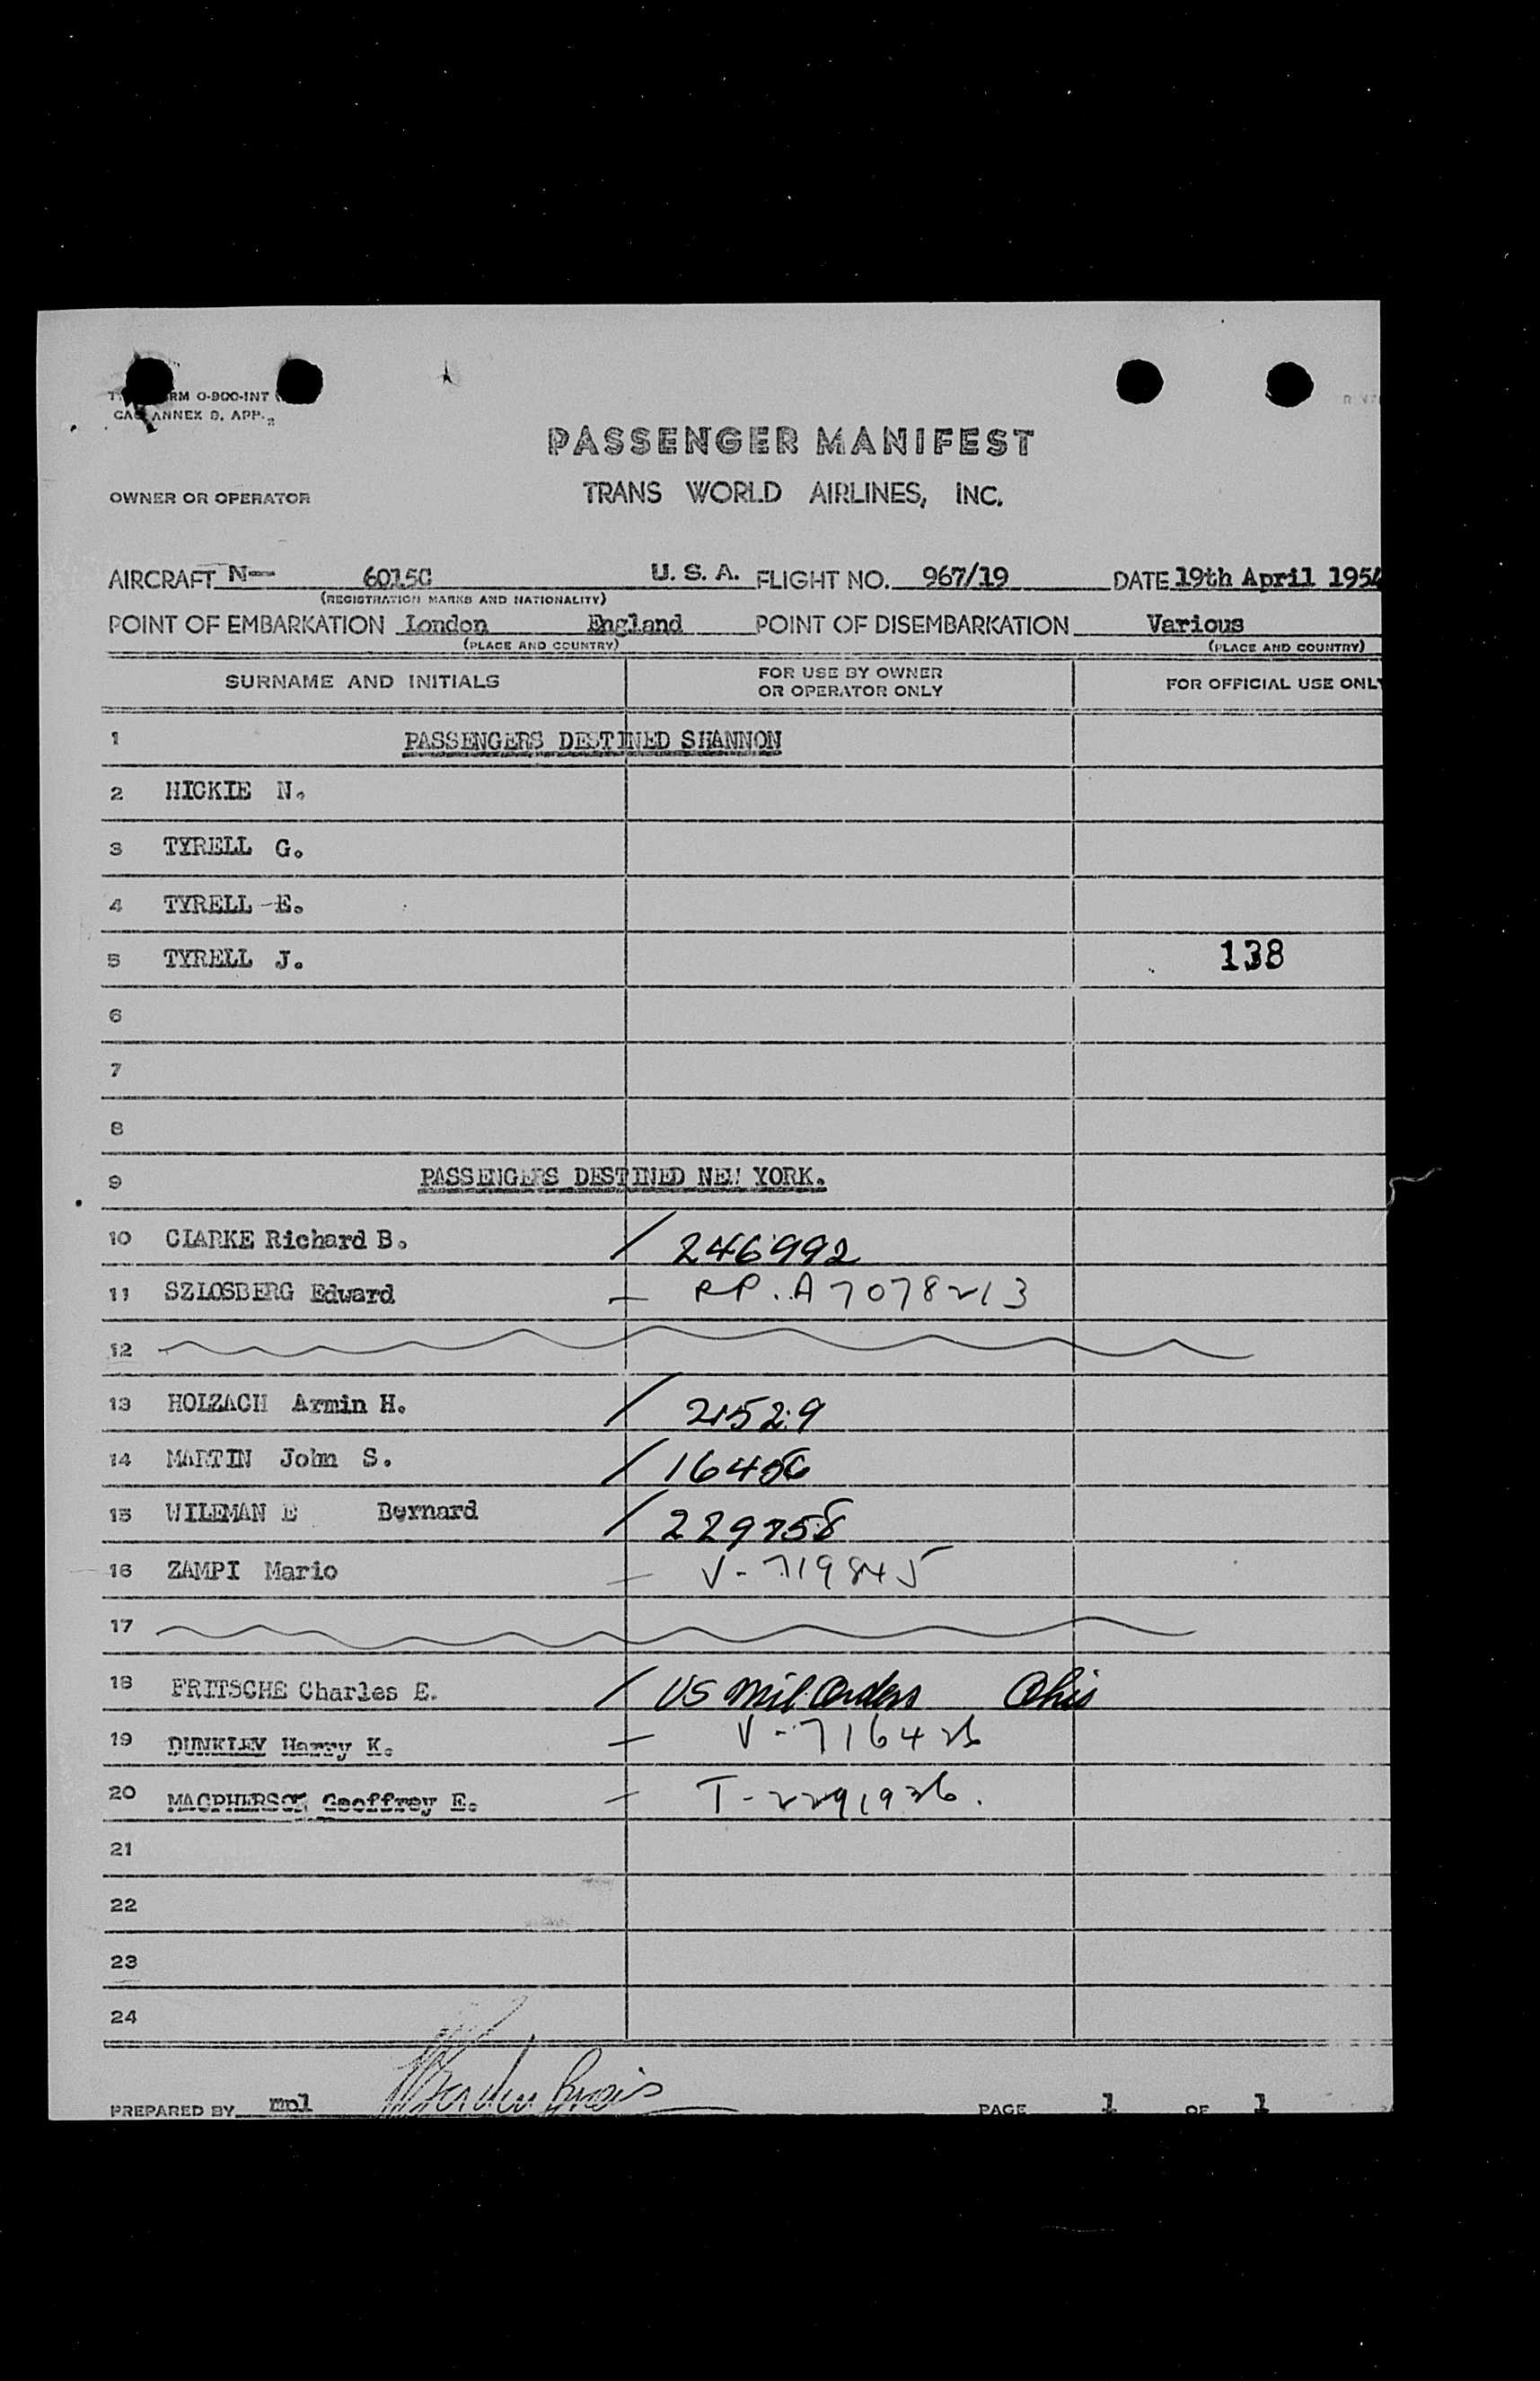 PASSENGER MANIFEST
OWNER OR OPERATOR TRANS WORLD AIRLINES, INC.
AIRCRAFT N— 6015C U. S. A. FLIGHT NO. 967/19 DATE 19th April 1954
(REGISTRATION MARKS AND NATIONALITY)
POINT OF EMBARKATION London England POINT OF DISEMBARKATION Various
(PLACE AND COUNTRY) (PLACE AND COUNTRY)
SURNAME AND INITIALS FOR USE BY OWNER OR OPERATOR ONLY FOR OFFICIAL USE ONLY
1 PASSENGERS DESTINED SHANNON
2 HICKIE N.
3 TYRELL G.
4 TYRELL E.
5 TYRELL J. 138
6
7
8
9 PASSENGERS DESTINED NEW YORK.
10 CLARKE Richard B. / 246992
11 SZLOSBERG Edward — RP. A7078213
12
13 HOLZACH Armin H. / 21529
14 MARTIN John S. / 16456
15 WILEMAN E Bernard / 229758
16 ZAMPI Mario — V-719845
17
18 FRITSCHE Charles E. / US Mil. Orders Ohio
19 DUNKLEY Harry K. — V-716426
20 MACPHERSON Geoffrey E. — T-2291926.
21
22
23
24
PREPARED BY mpl PAGE 1 OF 1